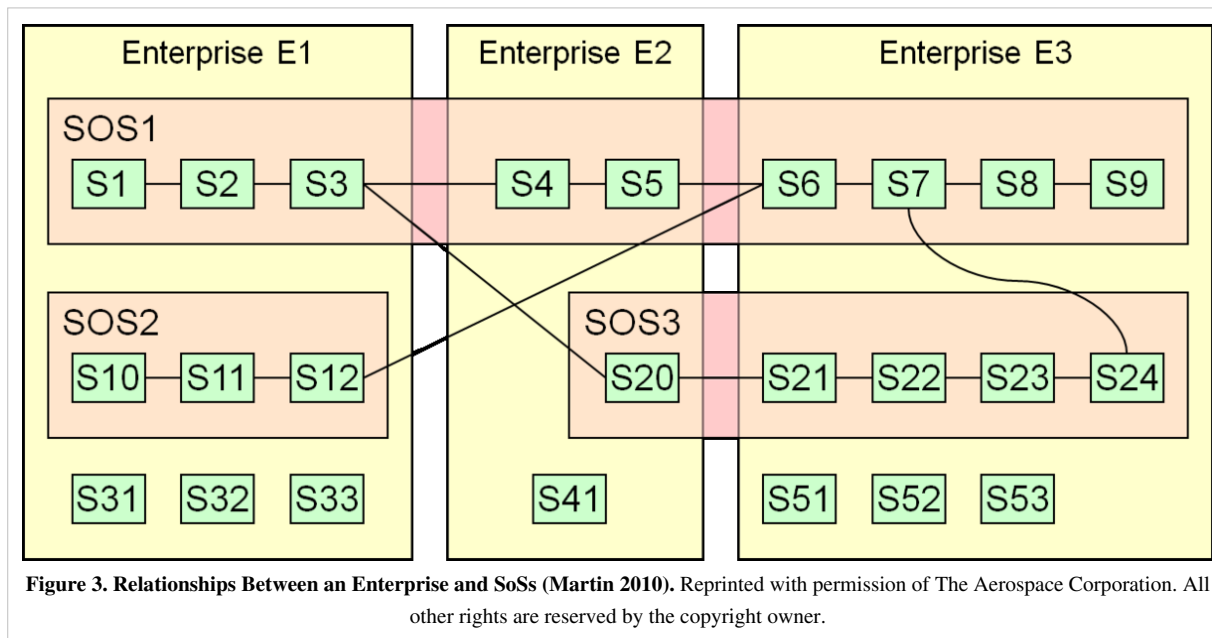 Enterprise E1 Enterprise E2 Enterprise E3
SOS1
S1 S2 S3 S4 S5 S6 S7 S8 S9
SOS2 SOS3
S10 S11 S12 S20 S21 S22 S23 S24
S31 S32 S33 S41 S51 S52 S53
Figure 3. Relationships Between an Enterprise and SoSs (Martin 2010). Reprinted with permission of The Aerospace Corporation. All
other rights are reserved by the copyright owner.